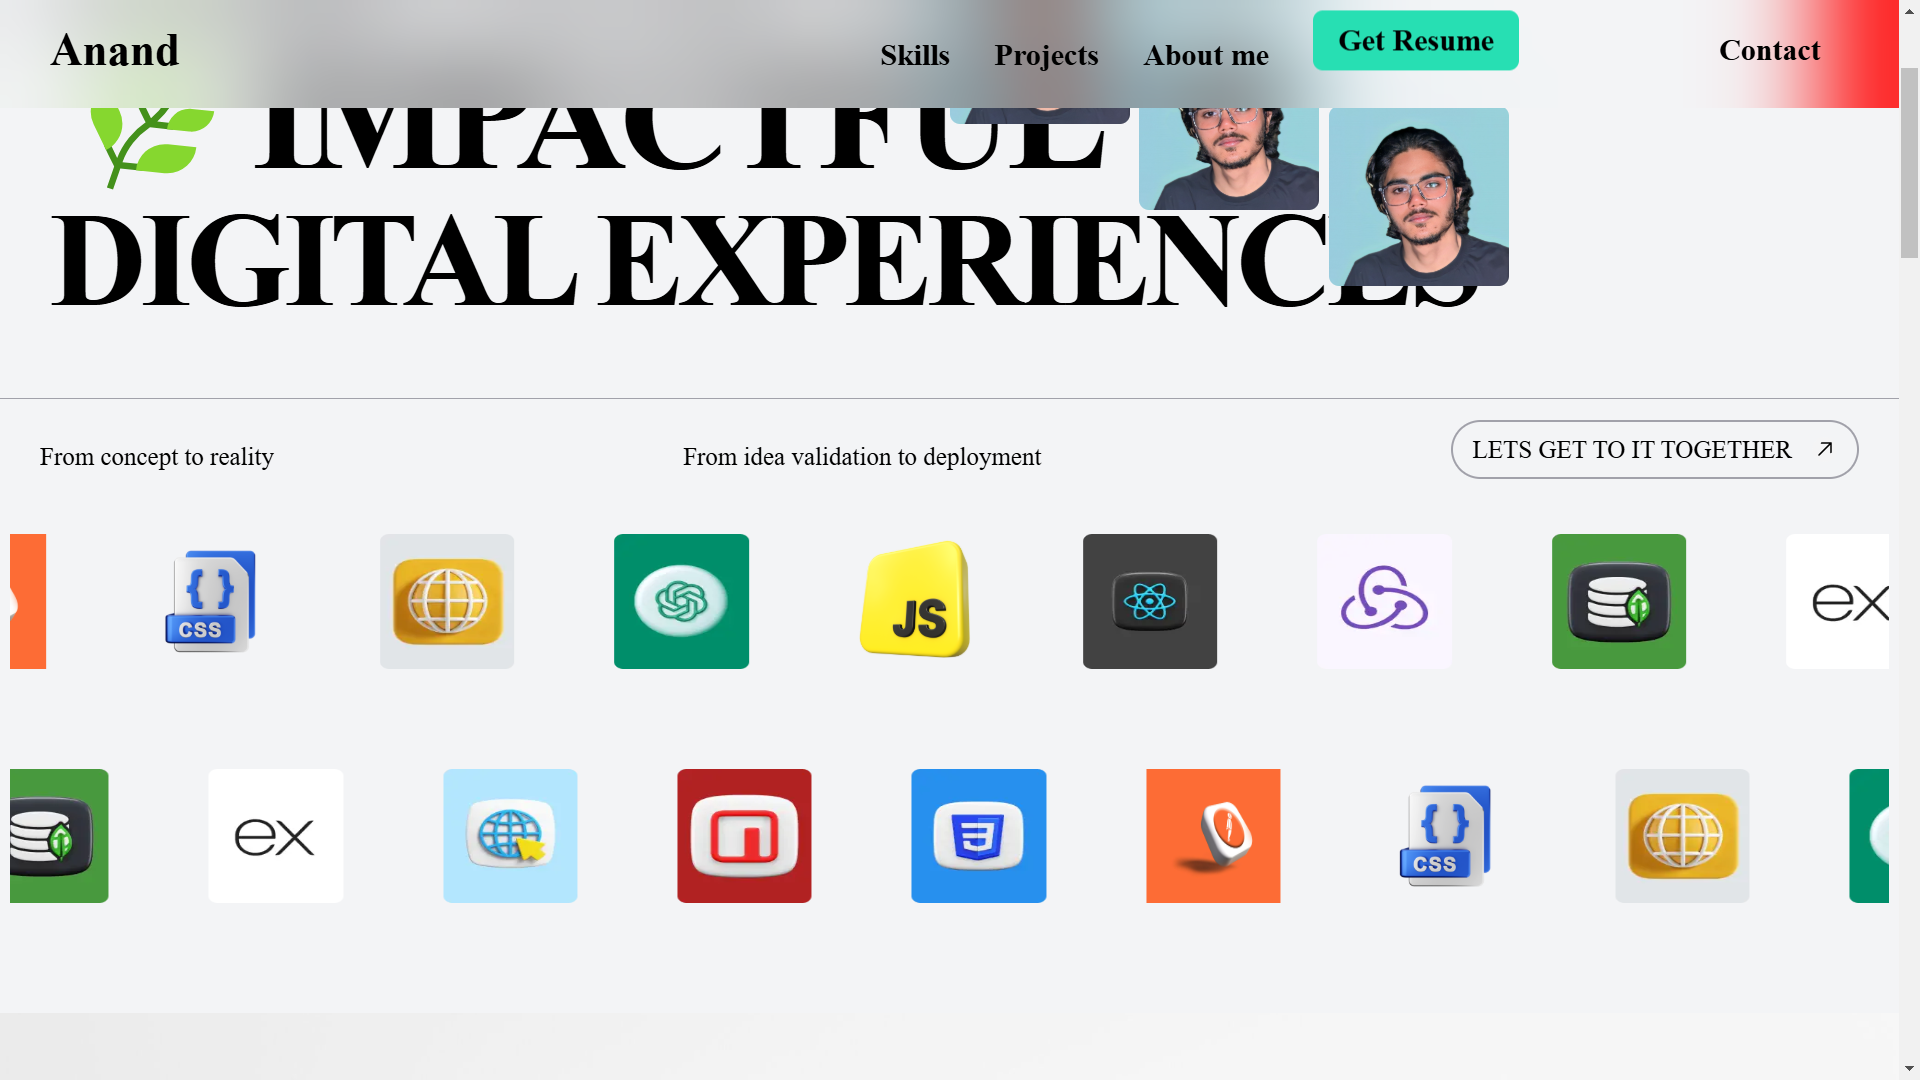 Anand
Skills
Projects
About me
Get Resume
Contact
IMPACTFUL
DIGITAL EXPERIENCES
From concept to reality
From idea validation to deployment
LETS GET TO IT TOGETHER
{ }
CSS
JS
ex
ex
3
{ }
CSS